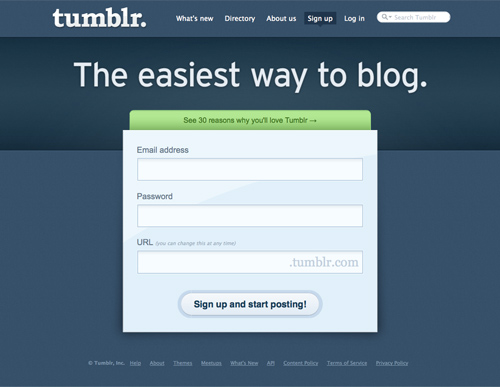 tumblr. What's new Directory About us Sign up Log in Search Tumblr
The easiest way to blog.
See 30 reasons why you'll love Tumblr →
Email address
Password
URL (you can change this at any time)
.tumblr.com
Sign up and start posting!
© Tumblr, Inc. Help About Themes Meetups What's New API Content Policy Terms of Service Privacy Policy